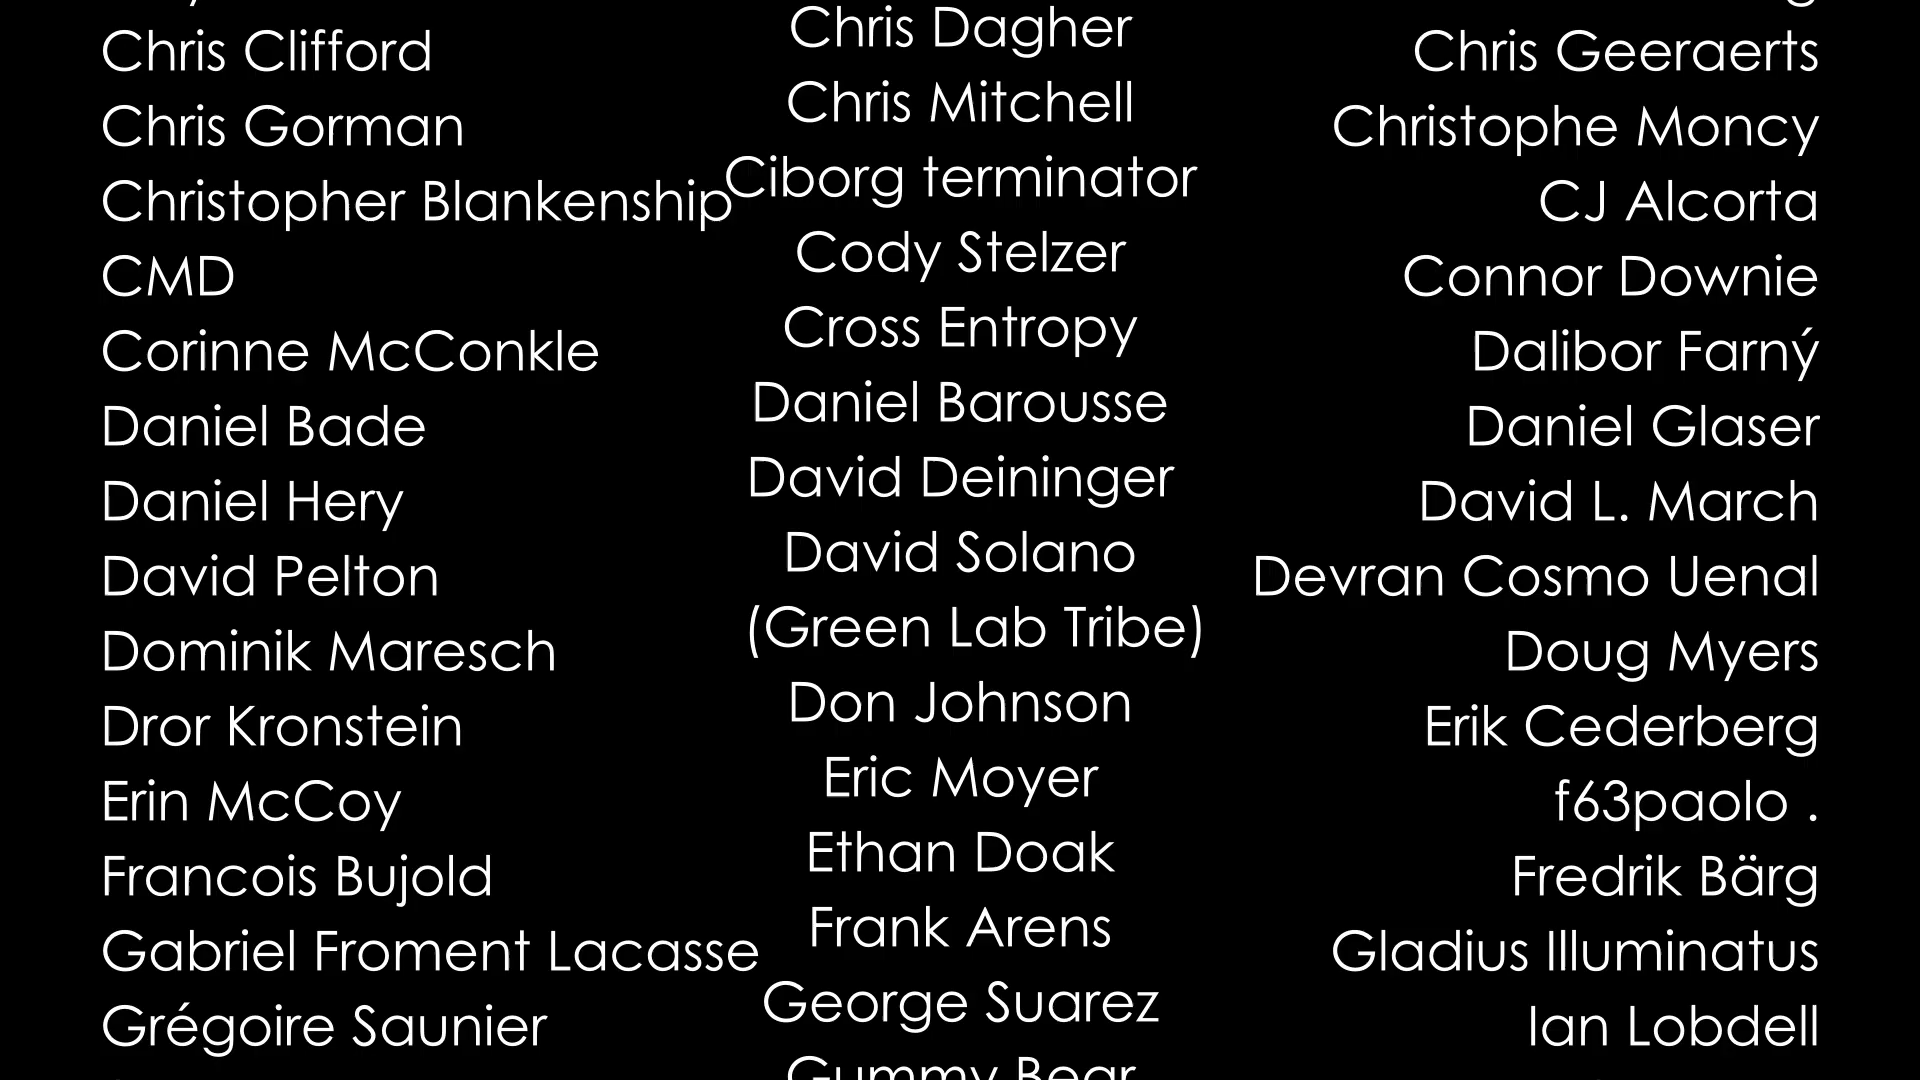 Chris Clifford
Chris Gorman
Christopher Blankenship
CMD
Corinne McConkle
Daniel Bade
Daniel Hery
David Pelton
Dominik Maresch
Dror Kronstein
Erin McCoy
Francois Bujold
Gabriel Froment Lacasse
Grégoire Saunier
Chris Dagher
Chris Mitchell
Ciborg terminator
Cody Stelzer
Cross Entropy
Daniel Barousse
David Deininger
David Solano
(Green Lab Tribe)
Don Johnson
Eric Moyer
Ethan Doak
Frank Arens
George Suarez
Gummy Bear
Chris Geeraerts
Christophe Moncy
CJ Alcorta
Connor Downie
Dalibor Farný
Daniel Glaser
David L. March
Devran Cosmo Uenal
Doug Myers
Erik Cederberg
f63paolo .
Fredrik Bärg
Gladius Illuminatus
Ian Lobdell